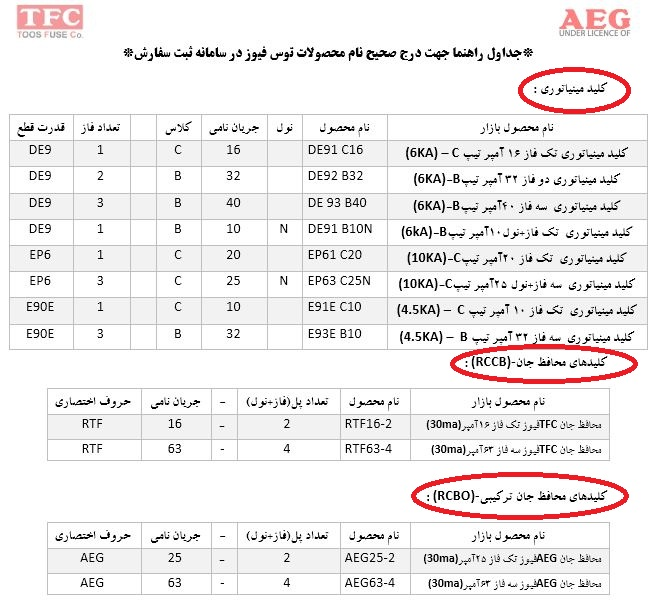 TFC
TOOS FUSE Co.
AEG
UNDER LICENCE OF
*جداول راهنما جهت درج صحیح نام محصولات توس فیوز در سامانه ثبت سفارش*
کلید مینیاتوری :
نام محصول بازار نام محصول نول جریان نامی کلاس تعداد فاز قدرت قطع
کلید مینیاتوری تک فاز ۱۶ آمپر تیپ C – (6KA) DE91 C16 16 C 1 DE9
کلید مینیاتوری دو فاز ۳۲ آمپر تیپB-(6KA) DE92 B32 32 B 2 DE9
کلید مینیاتوری سه فاز ۴۰آمپر تیپB-(6KA) DE 93 B40 40 B 3 DE9
کلید مینیاتوری تک فاز+نول۱۰آمپر تیپB-(6kA) DE91 B10N N 10 B 1 DE9
کلید مینیاتوری تک فاز ۲۰آمپر تیپC-(10KA) EP61 C20 20 C 1 EP6
کلید مینیاتوری سه فاز+نول ۲۵آمپر تیپC-(10KA) EP63 C25N N 25 C 3 EP6
کلید مینیاتوری تک فاز ۱۰ آمپر تیپ C – (4.5KA) E91E C10 10 C 1 E90E
کلید مینیاتوری سه فاز ۳۲ آمپر تیپ B – (4.5KA) E93E B10 32 B 3 E90E
کلیدهای محافظ جان-(RCCB) :
نام محصول بازار نام محصول تعداد پل(فاز+نول) - جریان نامی حروف اختصاری
محافظ جان TFCفیوز تک فاز ۱۶آمپر(30ma) RTF16-2 2 - 16 RTF
محافظ جان TFCفیوز سه فاز ۶۳آمپر(30ma) RTF63-4 4 - 63 RTF
کلیدهای محافظ جان ترکیبی-(RCBO) :
نام محصول بازار نام محصول تعداد پل(فاز+نول) - جریان نامی حروف اختصاری
محافظ جان AEGفیوز تک فاز ۲۵آمپر(30ma) AEG25-2 2 - 25 AEG
محافظ جان AEGفیوز سه فاز ۶۳آمپر(30ma) AEG63-4 4 - 63 AEG